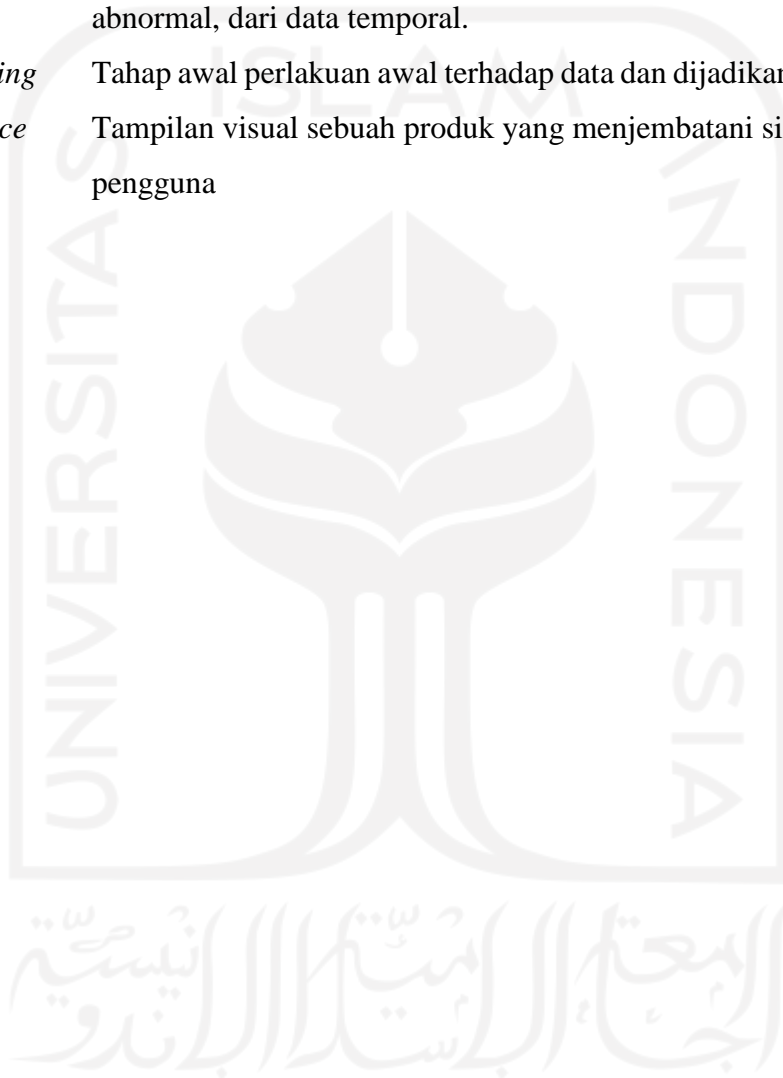 abnormal, dari data temporal.
ing Tahap awal perlakuan awal terhadap data dan dijadikan
ce Tampilan visual sebuah produk yang menjembatani si
pengguna
ISLAM
UNIVERSITAS
INDONESIA